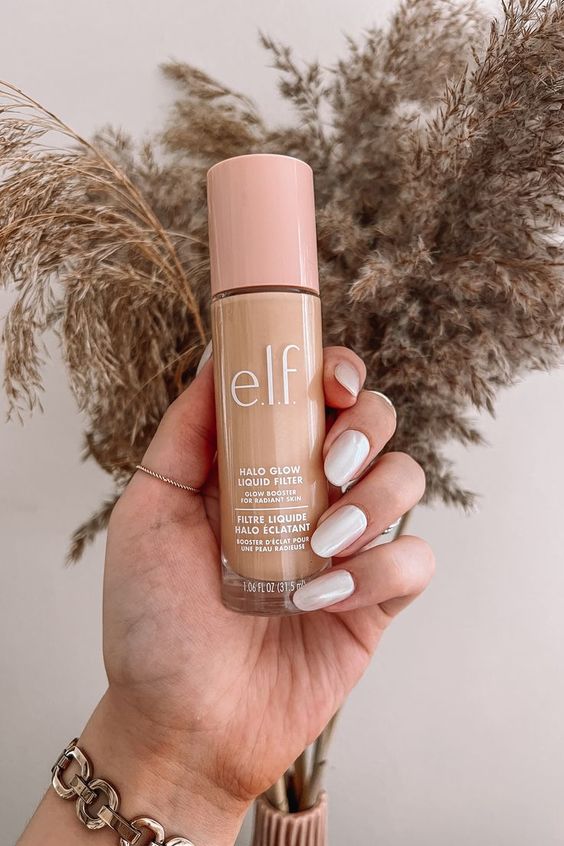 e.l.f.
HALO GLOW
LIQUID FILTER
GLOW BOOSTER
FOR RADIANT SKIN
FILTRE LIQUIDE
HALO ÉCLATANT
BOOSTER D'ÉCLAT POUR
UNE PEAU RADIEUSE
1.06 FL OZ (31.5